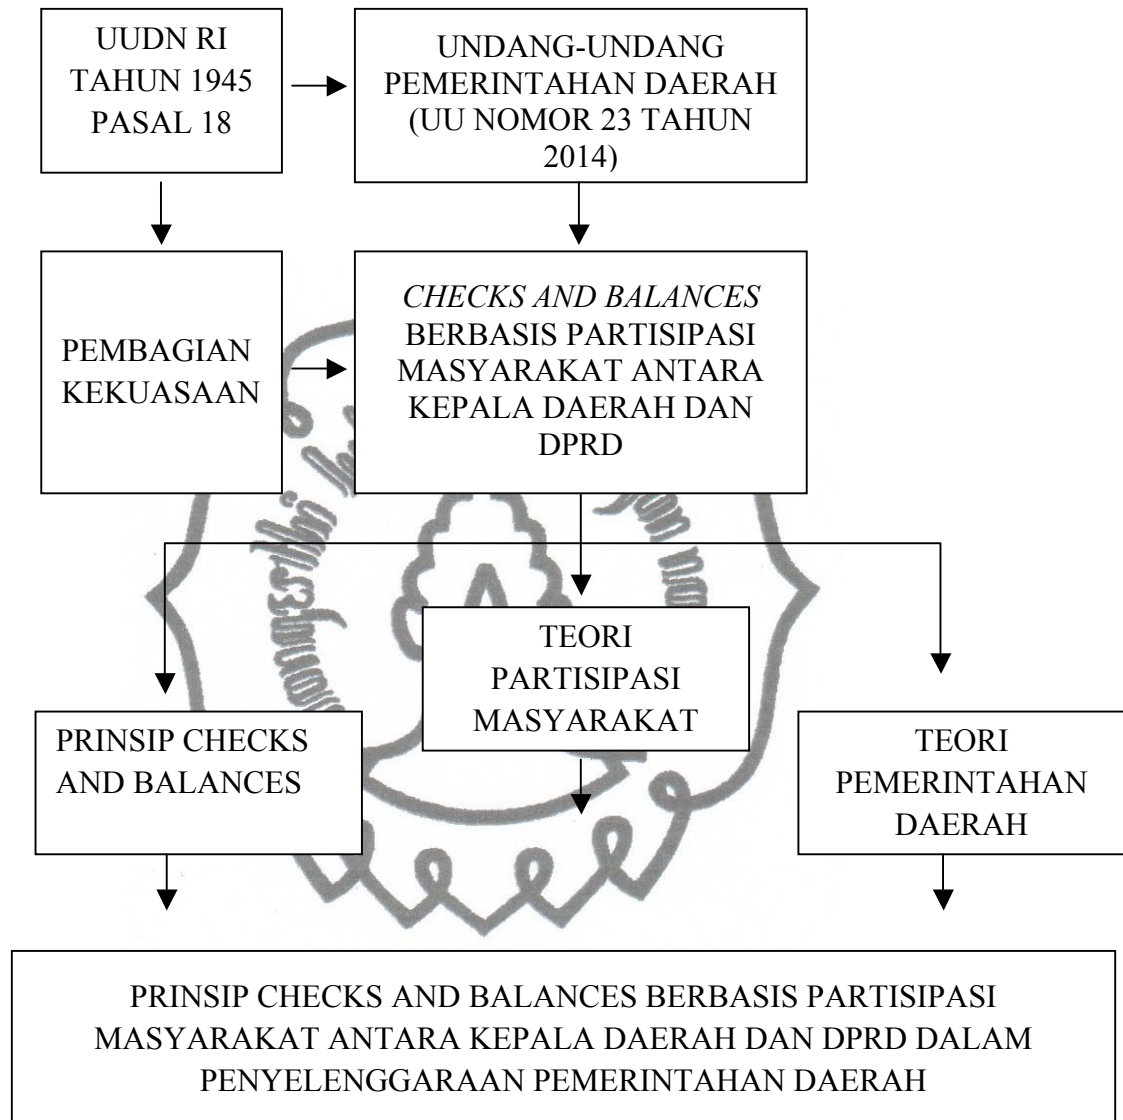 UUDN RI
TAHUN 1945
PASAL 18
UNDANG-UNDANG
PEMERINTAHAN DAERAH
(UU NOMOR 23 TAHUN
2014)
PEMBAGIAN
KEKUASAAN
CHECKS AND BALANCES
BERBASIS PARTISIPASI
MASYARAKAT ANTARA
KEPALA DAERAH DAN
DPRD
TEORI
PARTISIPASI
MASYARAKAT
PRINSIP CHECKS
AND BALANCES
TEORI
PEMERINTAHAN
DAERAH
PRINSIP CHECKS AND BALANCES BERBASIS PARTISIPASI
MASYARAKAT ANTARA KEPALA DAERAH DAN DPRD DALAM
PENYELENGGARAAN PEMERINTAHAN DAERAH